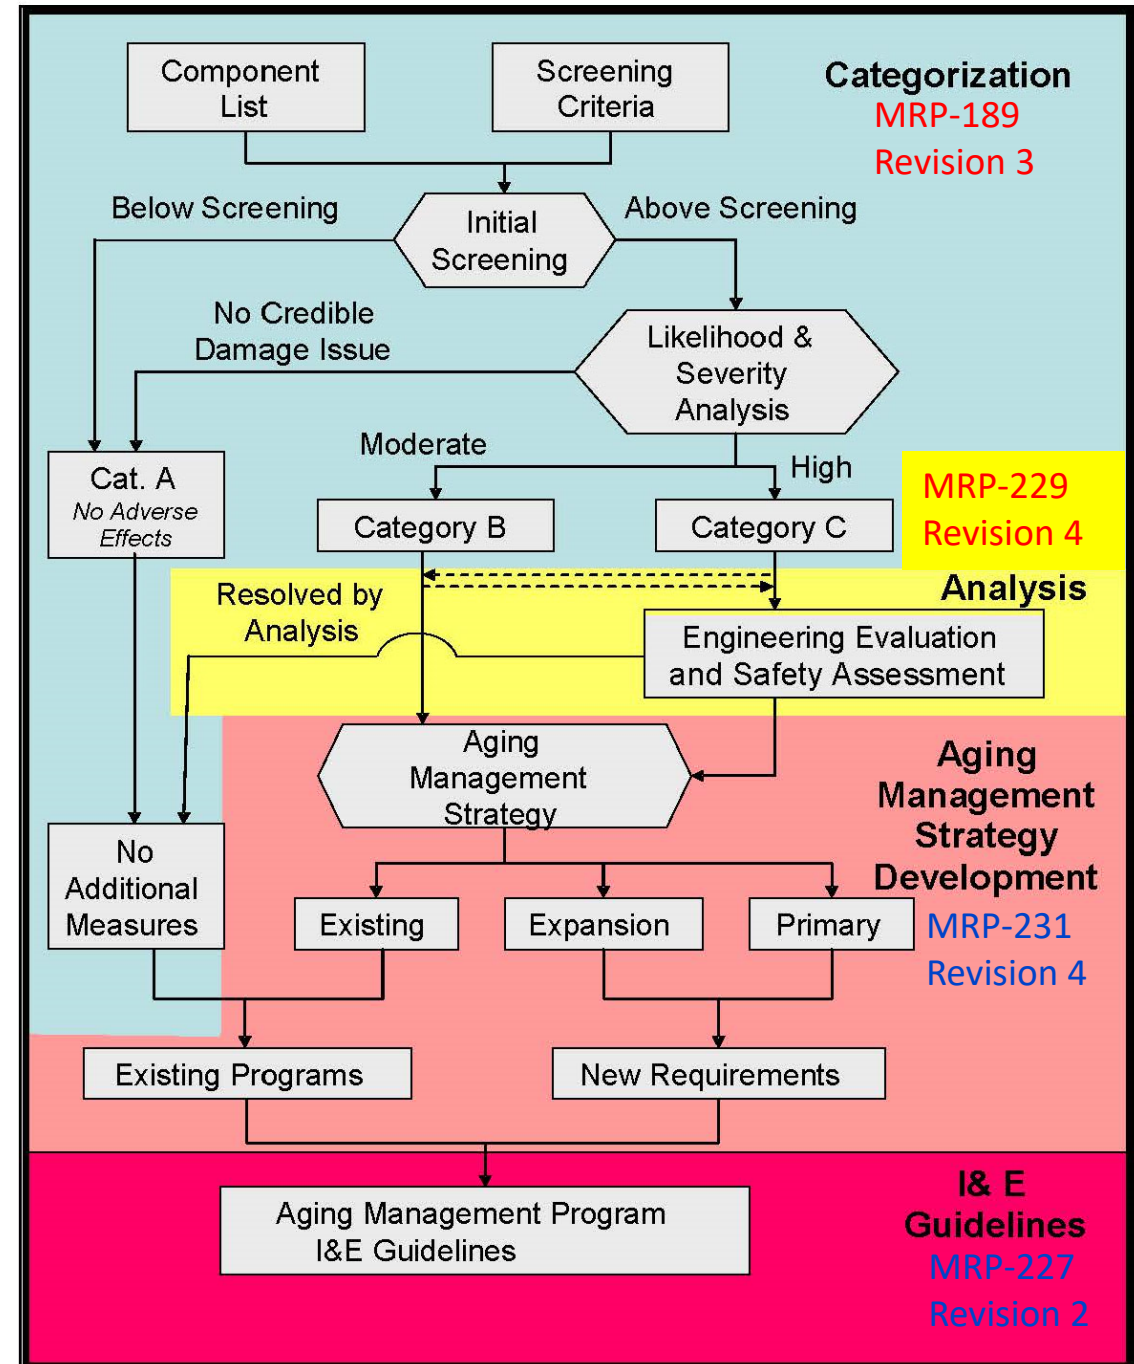 Component
List
Screening
Criteria
Categorization
MRP-189
Revision 3
Below Screening
Initial
Screening
Above Screening
No Credible
Damage Issue
Likelihood &
Severity
Analysis
Moderate
High
Cat. A
No Adverse
Effects
Category B
Category C
MRP-229
Revision 4
Analysis
Resolved by
Analysis
Engineering Evaluation
and Safety Assessment
Aging
Management
Strategy
Aging
Management
Strategy
Development
MRP-231
Revision 4
No
Additional
Measures
Existing
Expansion
Primary
Existing Programs
New Requirements
Aging Management Program
I&E Guidelines
I& E
Guidelines
MRP-227
Revision 2